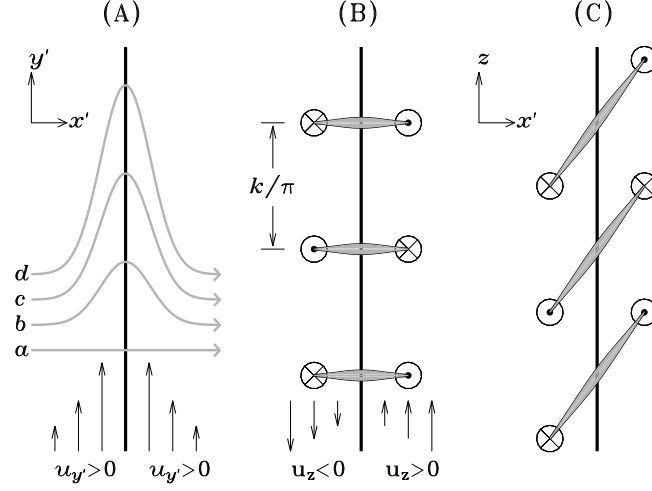 (A) (B) (C)
y'
x'
d
c
b
a
u_y'>0 u_y'>0
k/π
u_z<0 u_z>0
z
x'